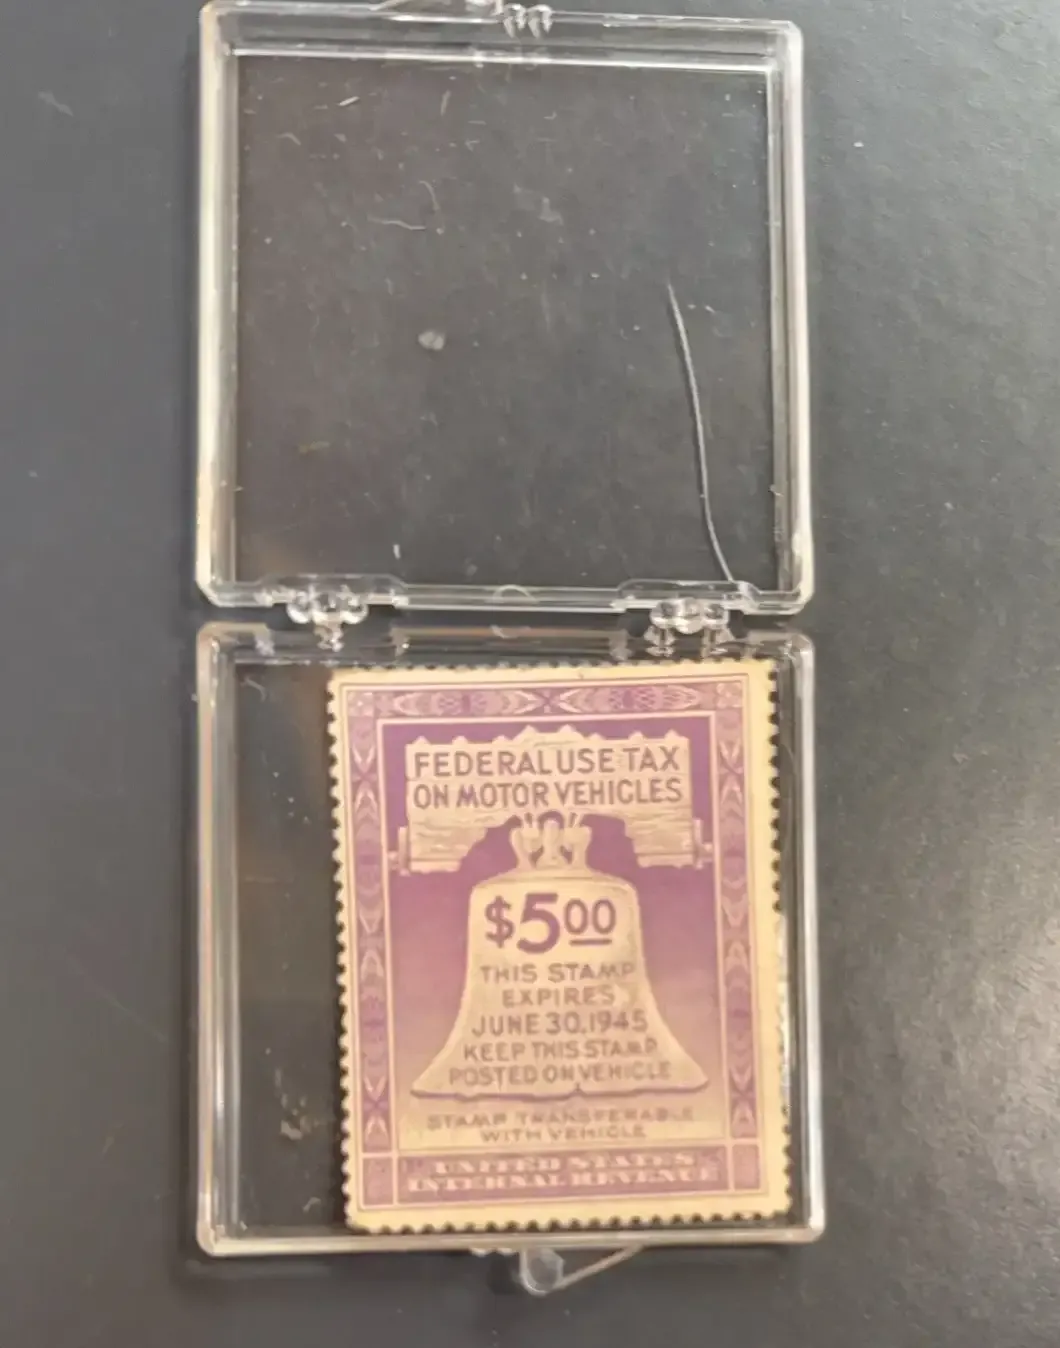 FEDERAL USE TAX
ON MOTOR VEHICLES
$5.00
THIS STAMP
EXPIRES
JUNE 30, 1945
KEEP THIS STAMP
POSTED ON VEHICLE
STAMP TRANSFERABLE
WITH VEHICLE
UNITED STATES
INTERNAL REVENUE